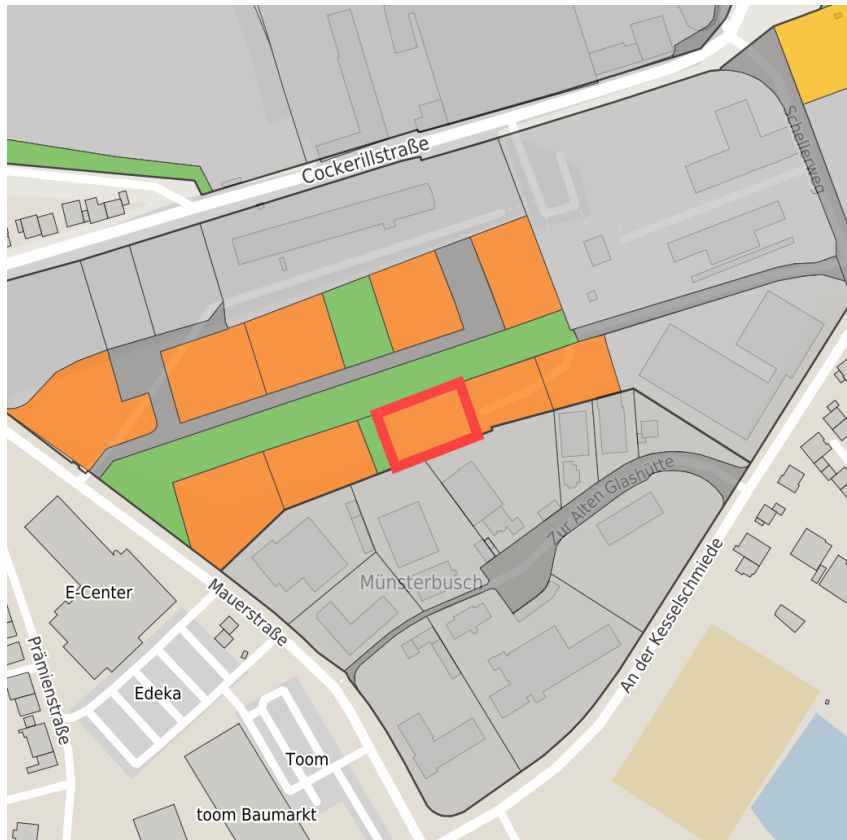 Cockerillstraße
Schellerweg
Zur Alten Glashütte
Münsterbusch
An der Kesselschmiede
Mauerstraße
E-Center
Prämienstraße
Edeka
Toom
toom Baumarkt